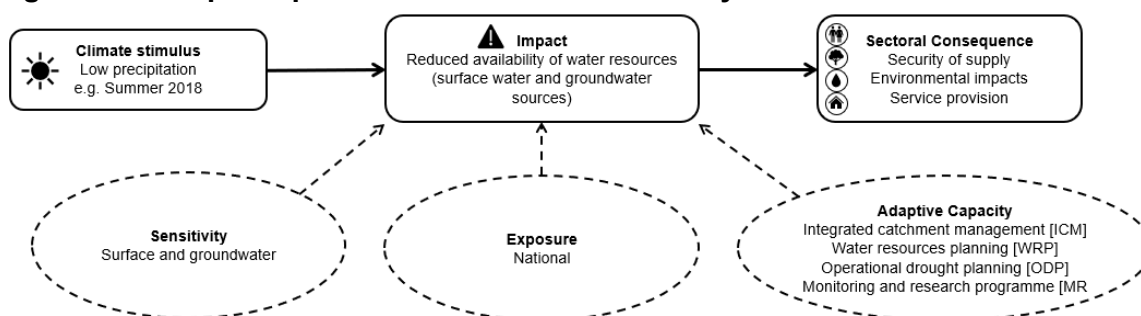 Climate stimulus
Low precipitation
e.g. Summer 2018
Impact
Reduced availability of water resources
(surface water and groundwater
sources)
Sectoral Consequence
Security of supply
Environmental impacts
Service provision
Sensitivity
Surface and groundwater
Exposure
National
Adaptive Capacity
Integrated catchment management [ICM]
Water resources planning [WRP]
Operational drought planning [ODP]
Monitoring and research programme [MR